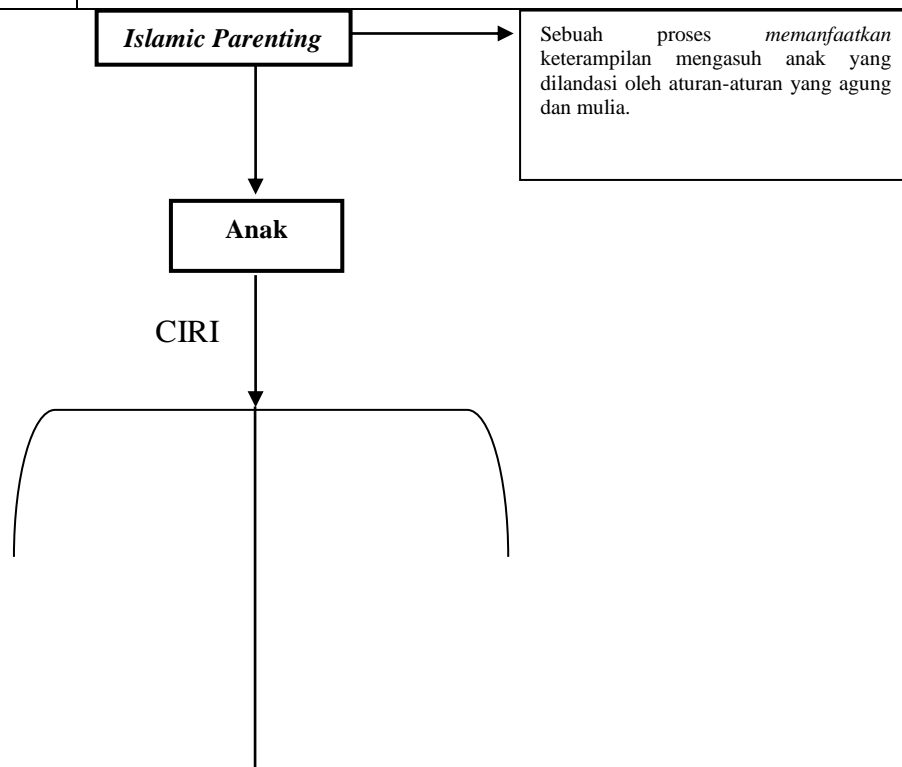 Islamic Parenting
Sebuah proses memanfaatkan
keterampilan mengasuh anak yang
dilandasi oleh aturan-aturan yang agung
dan mulia.
Anak
CIRI